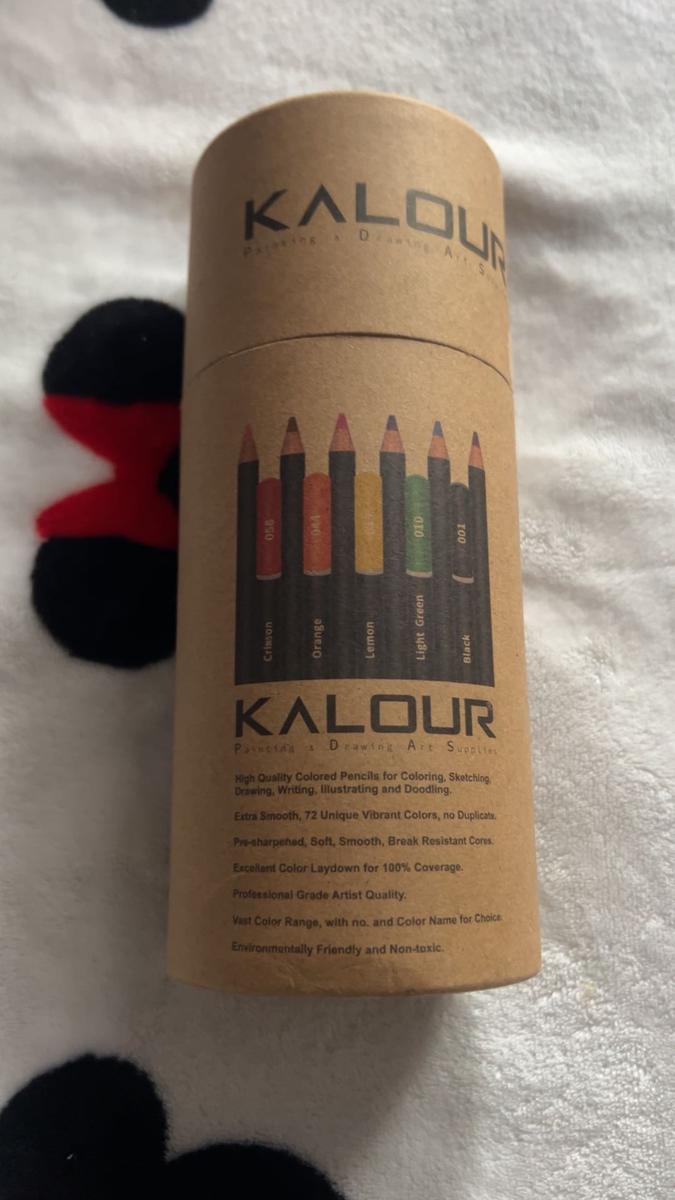 KALOUR
Painting & Drawing Art
KALOUR
Painting & Drawing Art Supplies
058
044
010
001
Crimson
Orange
Lemon
Light Green
Black
High Quality Colored Pencils for Coloring, Sketching,
Drawing, Writing, Illustrating and Doodling.
Extra Smooth, 72 Unique Vibrant Colors, no Duplicate.
Pre-sharpened, Soft, Smooth, Break Resistant Cores.
Excellent Color Laydown for 100% Coverage.
Professional Grade Artist Quality.
Vast Color Range, with no. and Color Name for Choice.
Environmentally Friendly and Non-toxic.